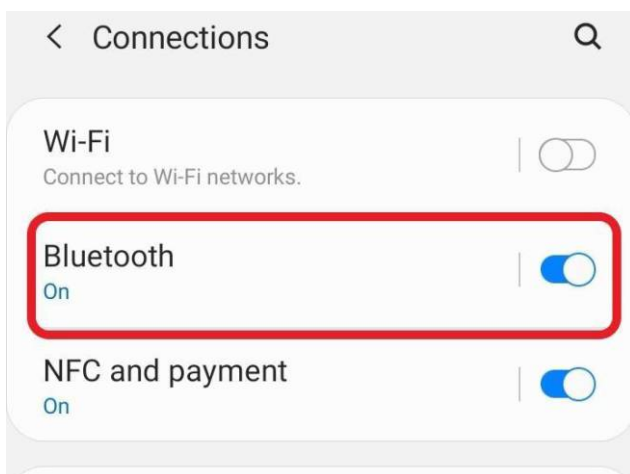 Connections
Wi-Fi
Connect to Wi-Fi networks.
Bluetooth
On
NFC and payment
On